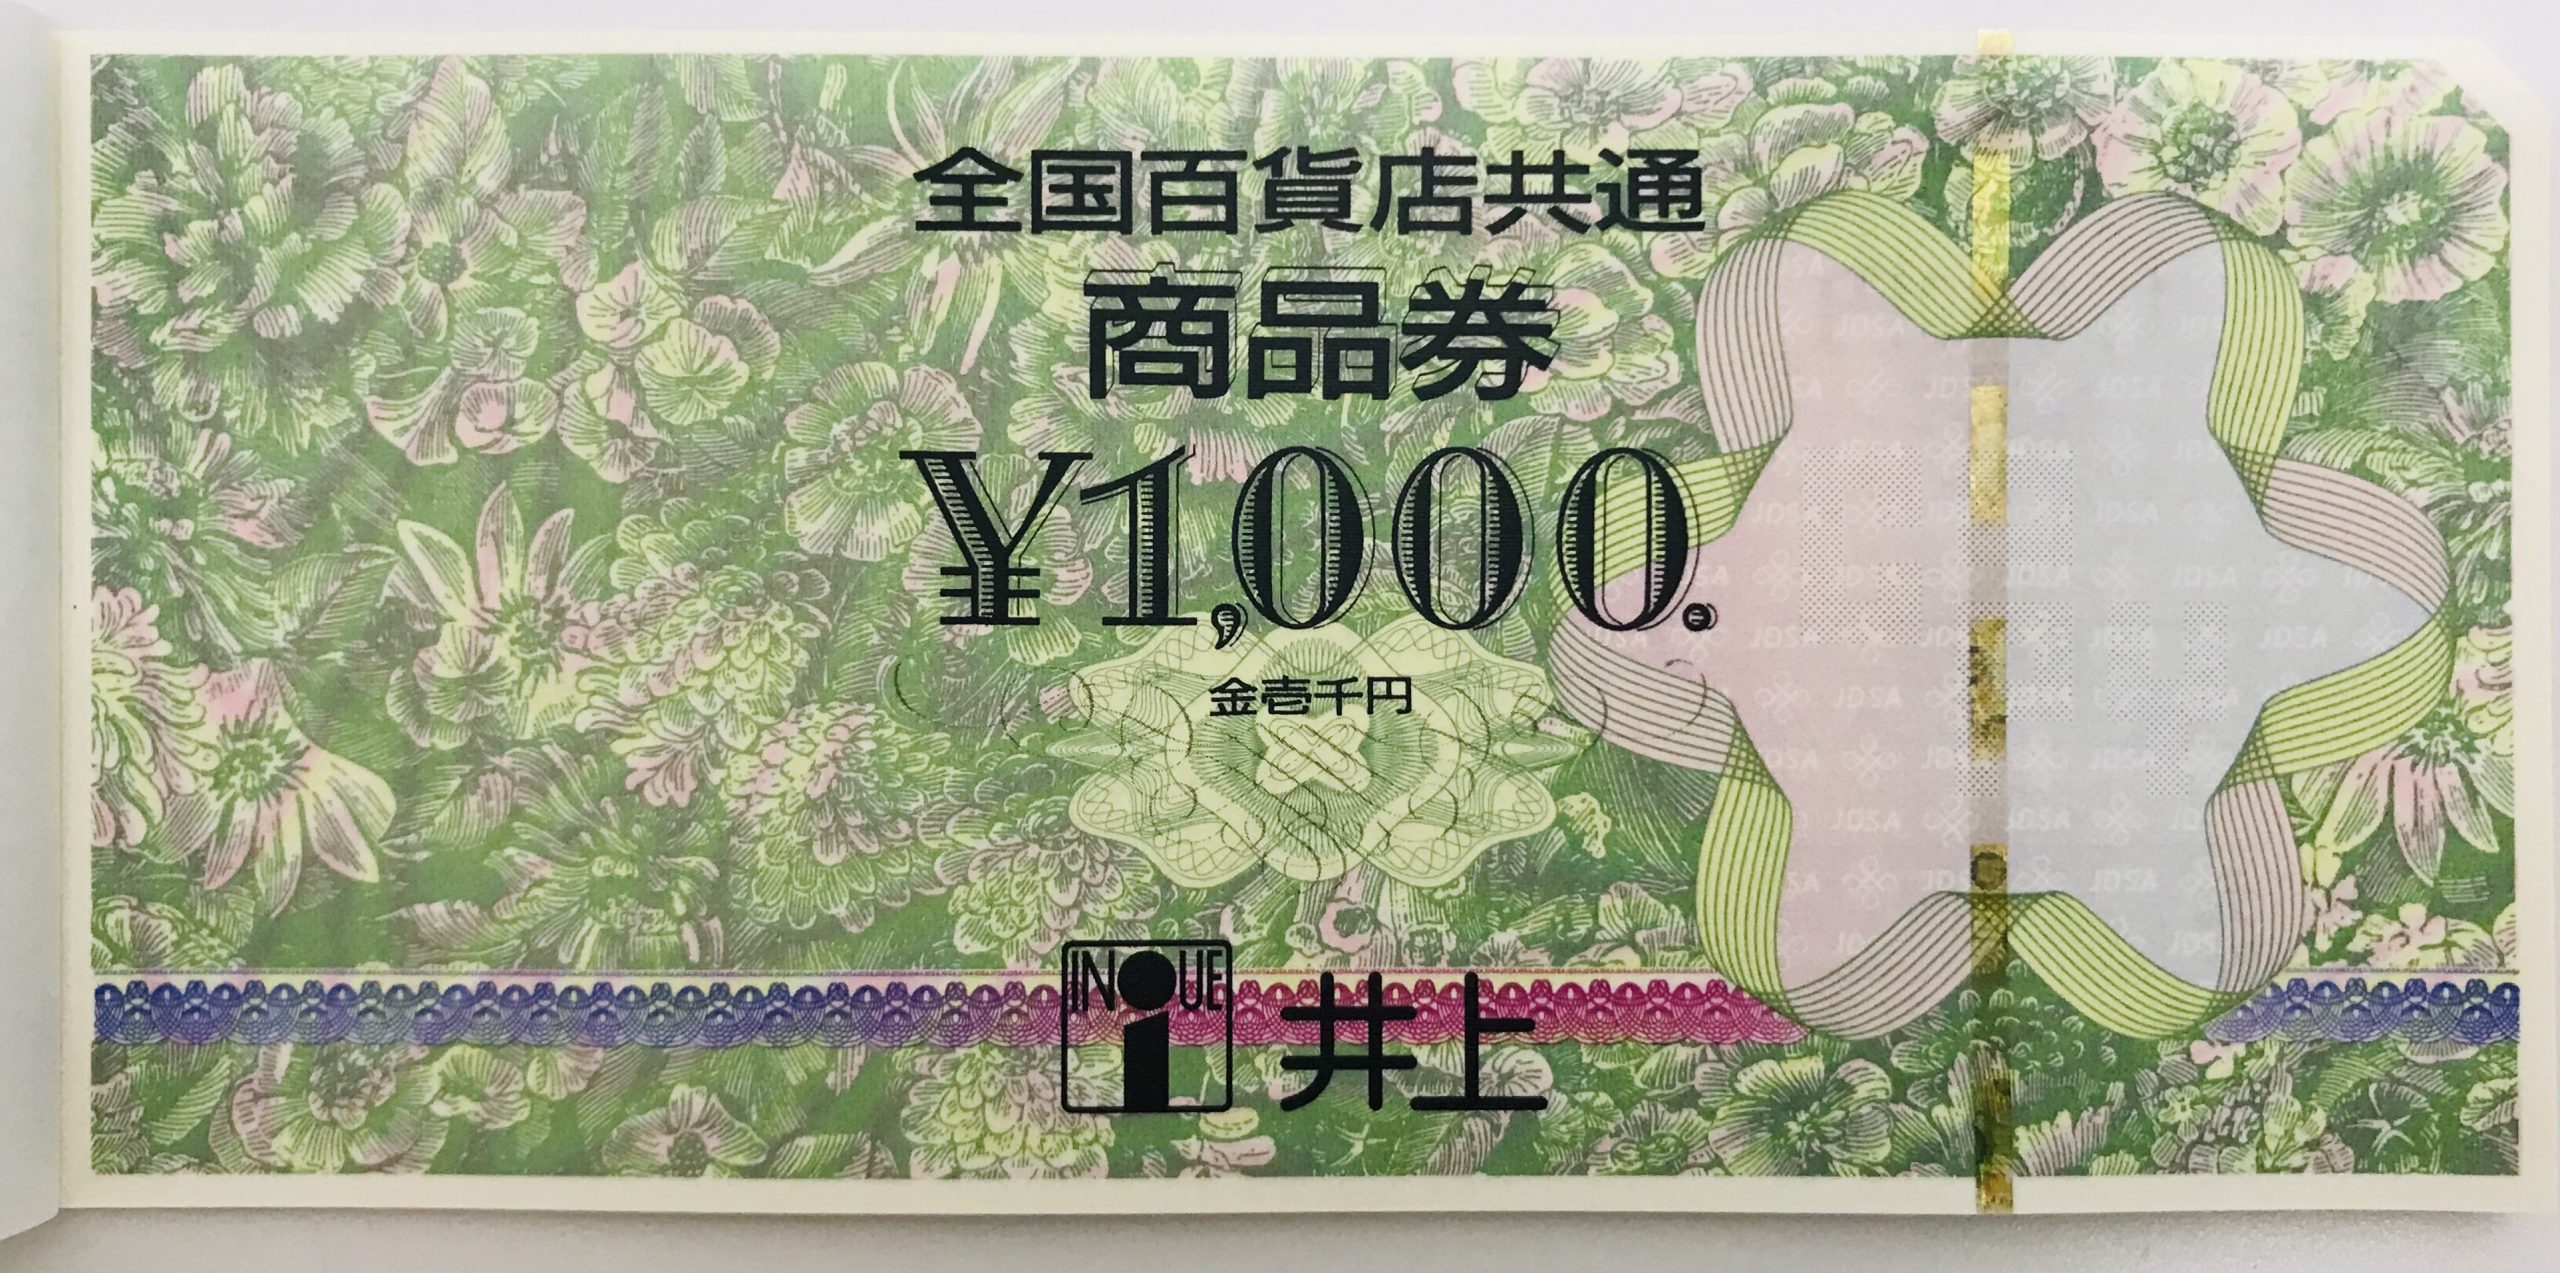 全国百貨店共通
商品券
¥1,000.
金壱千円
INOUE
i
井上
JDSA